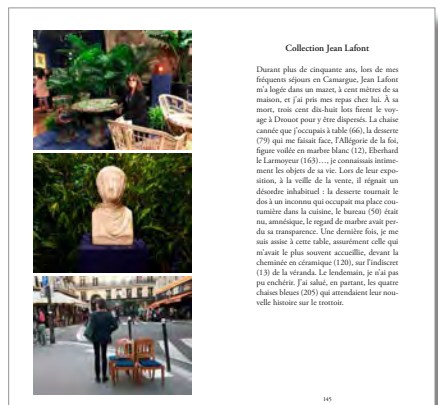 Collection Jean Lafont
Durant plus de cinquante ans, lors de mes
fréquents séjours en Camargue, Jean Lafont
m'a logée dans un mazet, à cent mètres de sa
maison, et j'ai pris mes repas chez lui. À sa
mort, trois cent dix-huit lots firent le voy-
age à Drouot pour y être dispersés. La chaise
cannée que j'occupais à table (66), la desserte
(79) qui me faisait face, l'Allégorie de la foi,
figure voilée en marbre blanc (12), Eberhard
le Larmoyeur (163)…, je connaissais intime-
ment les objets de sa vie. Lors de leur expo-
sition, à la veille de la vente, il régnait un
désordre inhabituel : la desserte tournait le
dos à un inconnu qui occupait ma place cou-
tumière dans la cuisine, le bureau (50) était
nu, amnésique, le regard de marbre avait per-
du sa transparence. Une dernière fois, je me
suis assise à cette table, assurément celle qui
m'avait le plus souvent accueillie, devant la
cheminée en céramique (120), sur l'indiscret
(13) de la véranda. Le lendemain, je n'ai pas
pu enchérir. J'ai salué, en partant, les quatre
chaises bleues (205) qui attendaient leur nou-
velle histoire sur le trottoir.
145